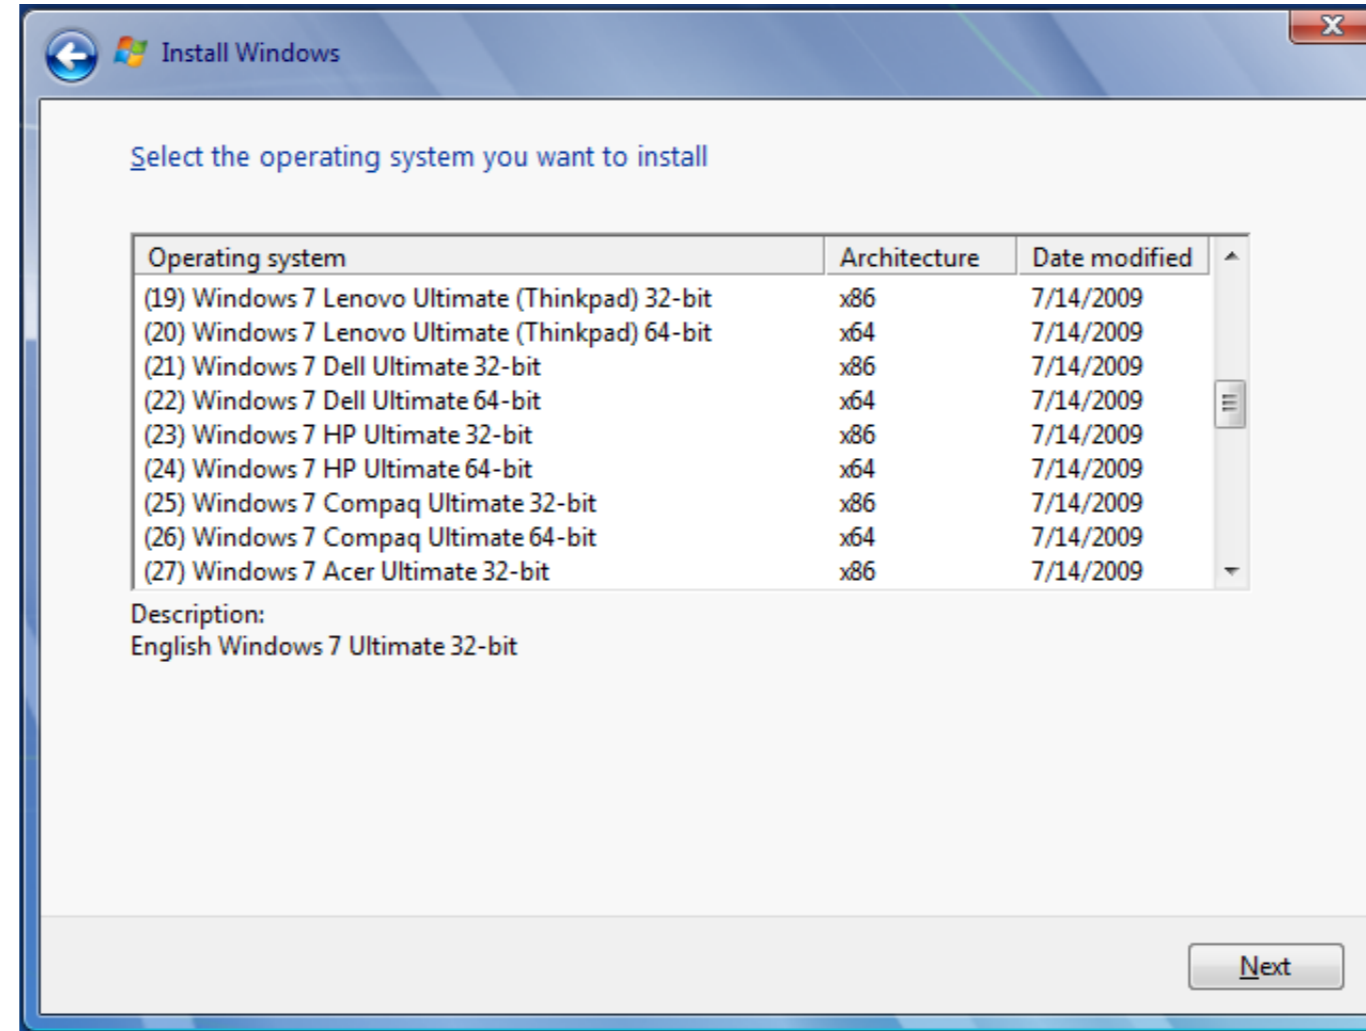 Install Windows
Select the operating system you want to install
Operating system Architecture Date modified
(19) Windows 7 Lenovo Ultimate (Thinkpad) 32-bit x86 7/14/2009
(20) Windows 7 Lenovo Ultimate (Thinkpad) 64-bit x64 7/14/2009
(21) Windows 7 Dell Ultimate 32-bit x86 7/14/2009
(22) Windows 7 Dell Ultimate 64-bit x64 7/14/2009
(23) Windows 7 HP Ultimate 32-bit x86 7/14/2009
(24) Windows 7 HP Ultimate 64-bit x64 7/14/2009
(25) Windows 7 Compaq Ultimate 32-bit x86 7/14/2009
(26) Windows 7 Compaq Ultimate 64-bit x64 7/14/2009
(27) Windows 7 Acer Ultimate 32-bit x86 7/14/2009
Description:
English Windows 7 Ultimate 32-bit
Next